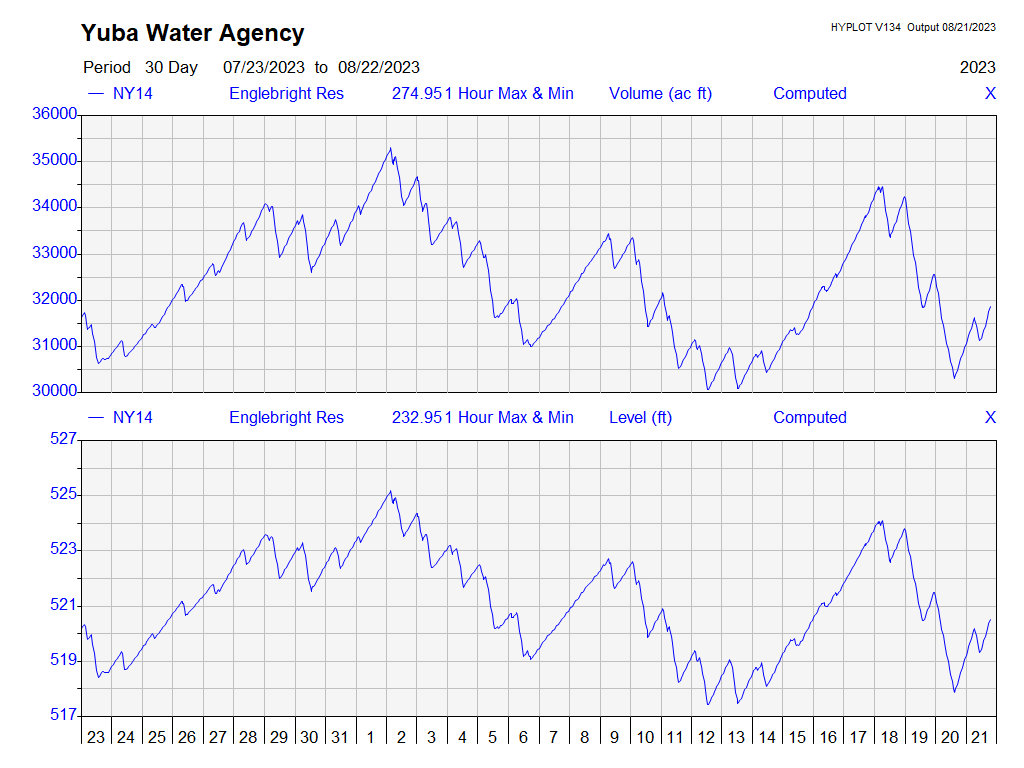 Yuba Water Agency
HYPLOT V134 Output 08/21/2023
Period 30 Day 07/23/2023 to 08/22/2023 2023
— NY14 Englebright Res 274.951 Hour Max & Min Volume (ac ft) Computed X
36000
35000
34000
33000
32000
31000
30000
— NY14 Englebright Res 232.951 Hour Max & Min Level (ft) Computed X
527
525
523
521
519
517
23 24 25 26 27 28 29 30 31 1 2 3 4 5 6 7 8 9 10 11 12 13 14 15 16 17 18 19 20 21